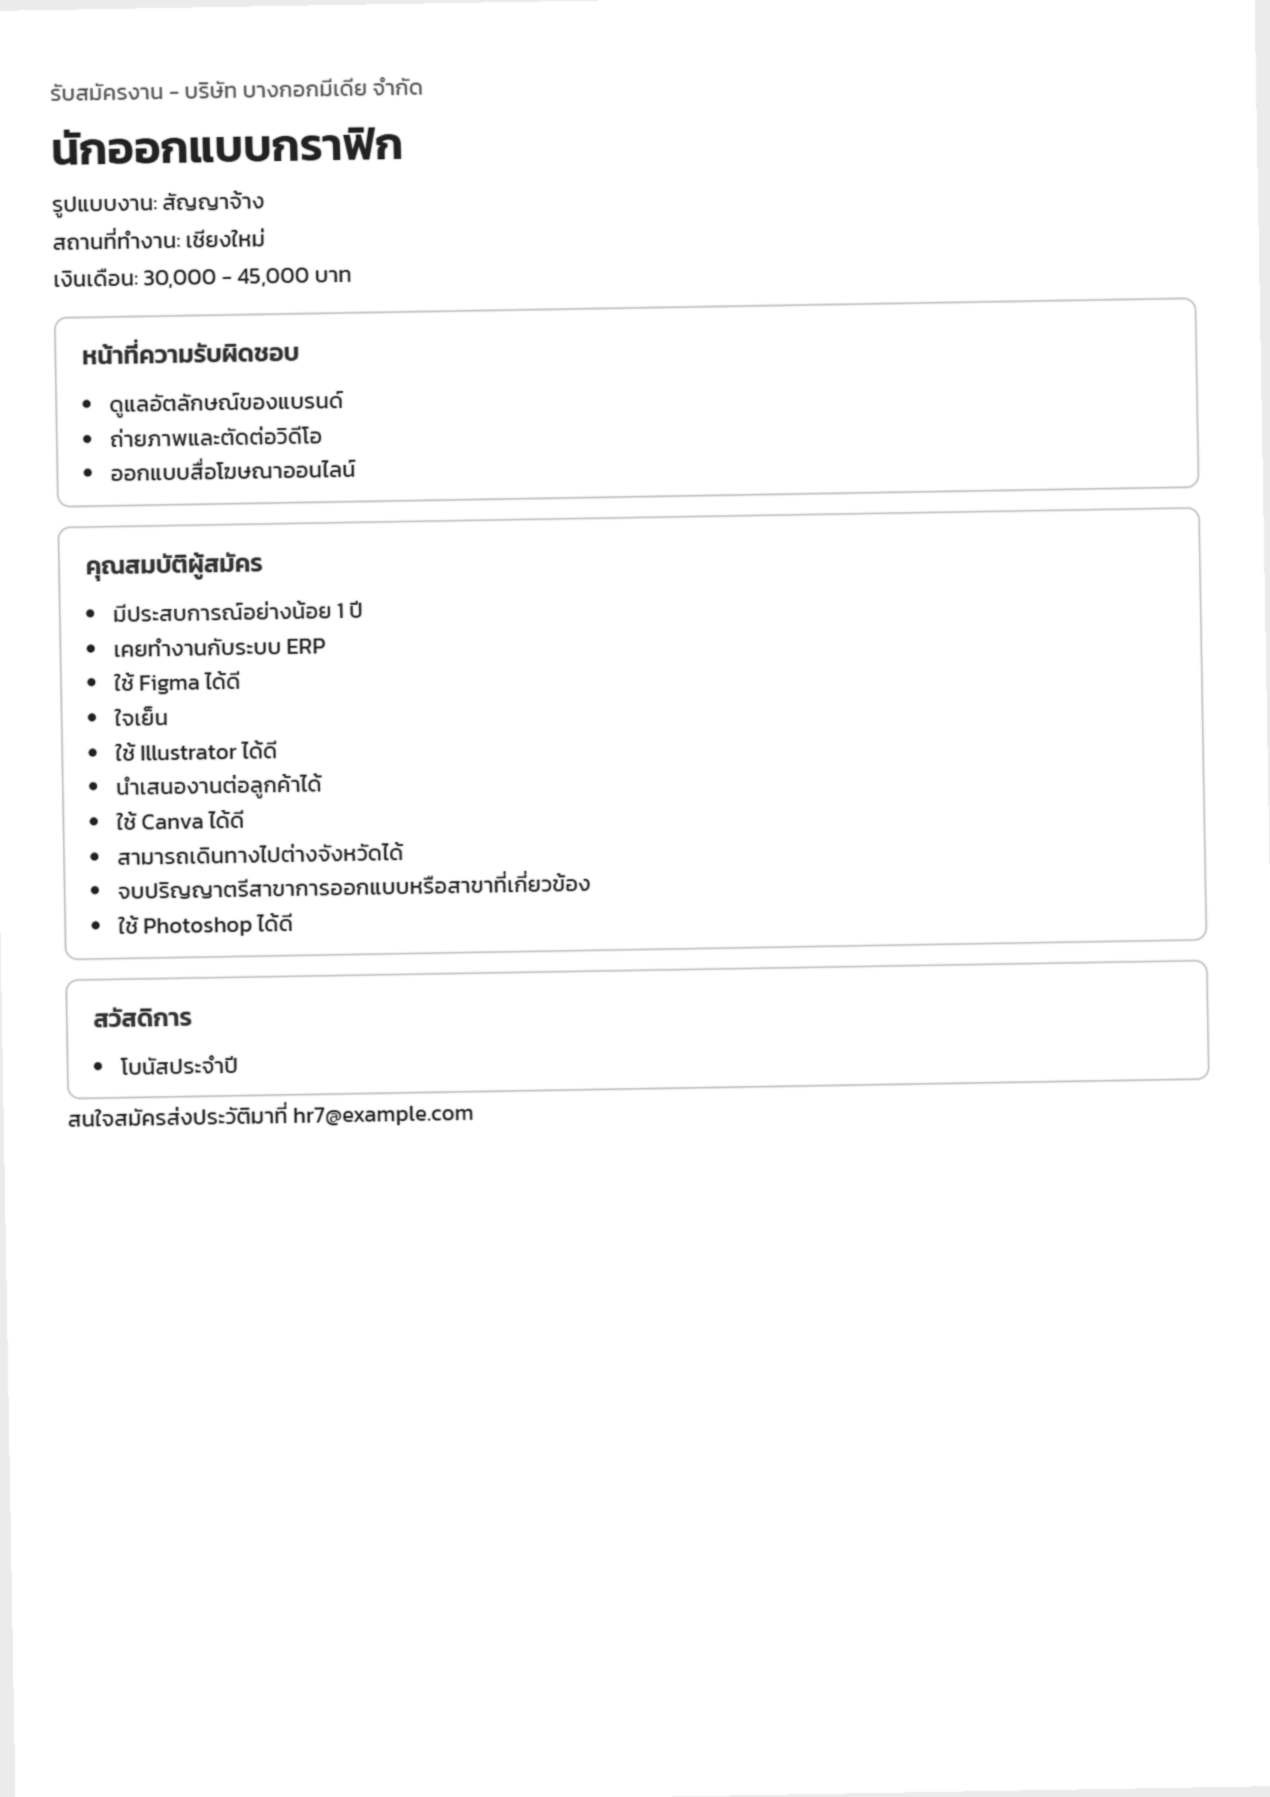 รับสมัครงาน - บริษัท บางกอกมีเดีย จำกัด
นักออกแบบกราฟิก
รูปแบบงาน: สัญญาจ้าง
สถานที่ทำงาน: เชียงใหม่
เงินเดือน: 30,000 - 45,000 บาท
หน้าที่ความรับผิดชอบ
• ดูแลอัตลักษณ์ของแบรนด์
• ถ่ายภาพและตัดต่อวิดีโอ
• ออกแบบสื่อโฆษณาออนไลน์
คุณสมบัติผู้สมัคร
• มีประสบการณ์อย่างน้อย 1 ปี
• เคยทำงานกับระบบ ERP
• ใช้ Figma ได้ดี
• ใจเย็น
• ใช้ Illustrator ได้ดี
• นำเสนองานต่อลูกค้าได้
• ใช้ Canva ได้ดี
• สามารถเดินทางไปต่างจังหวัดได้
• จบปริญญาตรีสาขาการออกแบบหรือสาขาที่เกี่ยวข้อง
• ใช้ Photoshop ได้ดี
สวัสดิการ
• โบนัสประจำปี
สนใจสมัครส่งประวัติมาที่ hr7@example.com